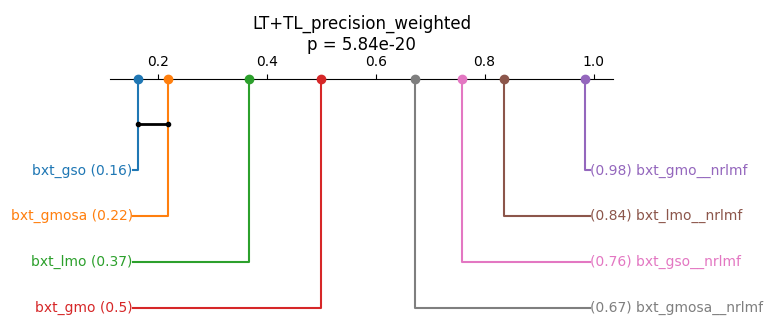 LT+TL_precision_weighted
p = 5.84e-20
0.2 0.4 0.6 0.8 1.0
bxt_gso (0.16) (0.98) bxt_gmo__nrlmf
bxt_gmosa (0.22) (0.84) bxt_lmo__nrlmf
bxt_lmo (0.37) (0.76) bxt_gso__nrlmf
bxt_gmo (0.5) (0.67) bxt_gmosa__nrlmf